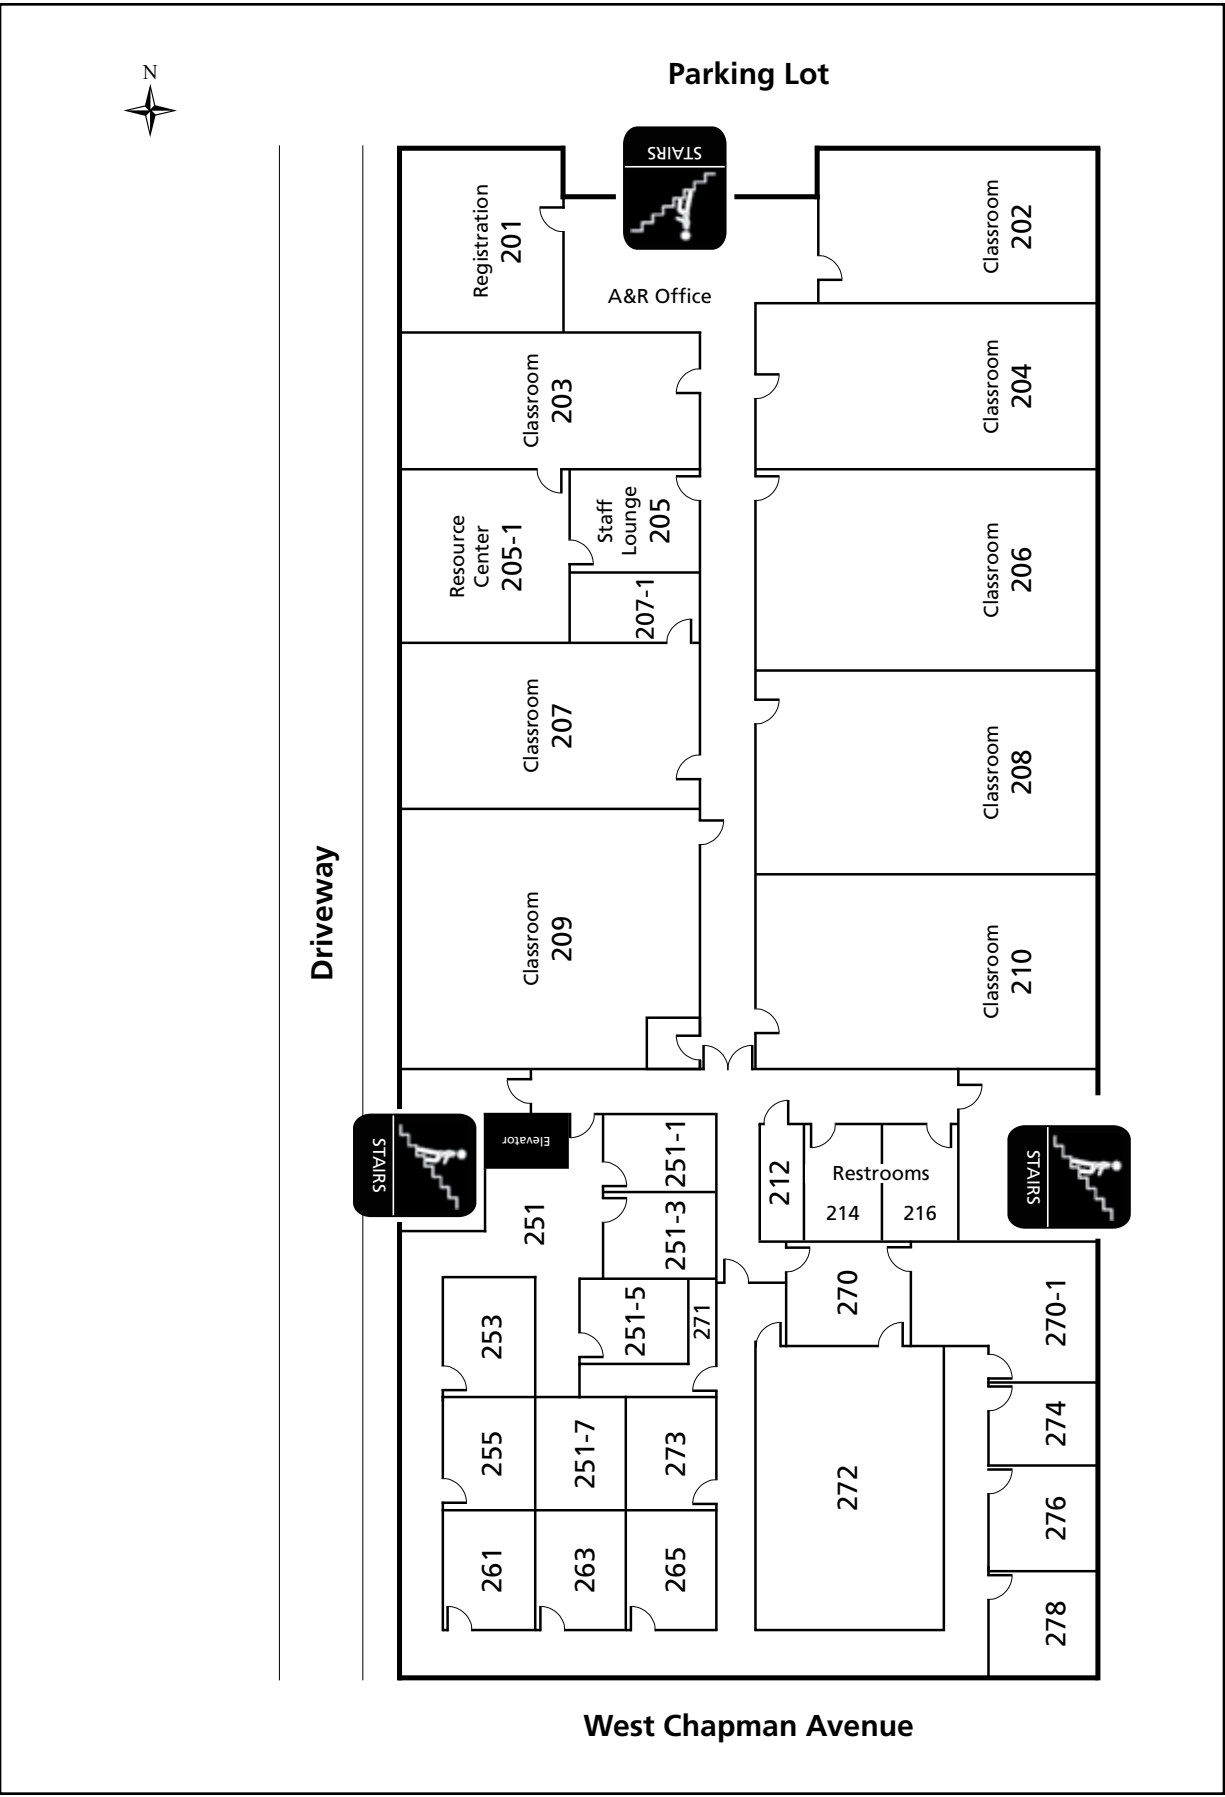 Parking Lot
N
STAIRS
Registration
201
Classroom
202
A&R Office
Classroom
203
Classroom
204
Resource
Center
205-1
Staff
Lounge
205
Classroom
206
207-1
Classroom
207
Classroom
208
Driveway
Classroom
209
Classroom
210
STAIRS
Elevator
251-1
212
Restrooms
214
216
STAIRS
251
251-3
253
251-5
271
270
270-1
255
251-7
273
272
274
276
261
263
265
278
West Chapman Avenue